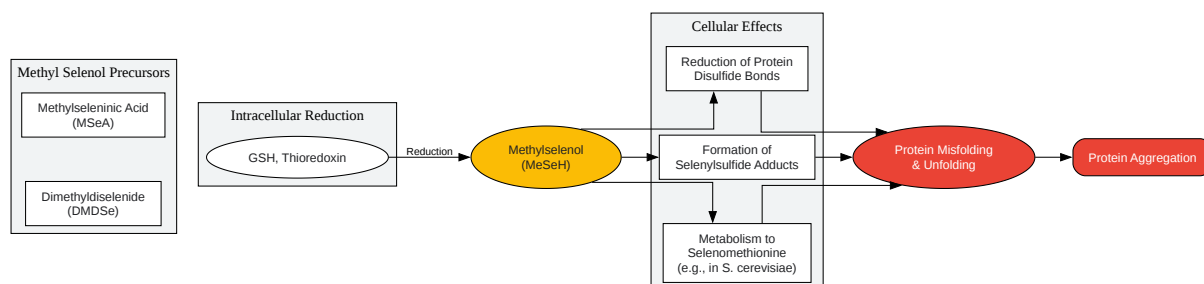 Methyl Selenol Precursors
Methylseleninic Acid
(MSeA)
Dimethyldiselenide
(DMDSe)
Intracellular Reduction
GSH, Thioredoxin
Reduction
Methylselenol
(MeSeH)
Cellular Effects
Reduction of Protein
Disulfide Bonds
Formation of
Selenylsulfide Adducts
Metabolism to
Selenomethionine
(e.g., in S. cerevisiae)
Protein Misfolding
& Unfolding
Protein Aggregation